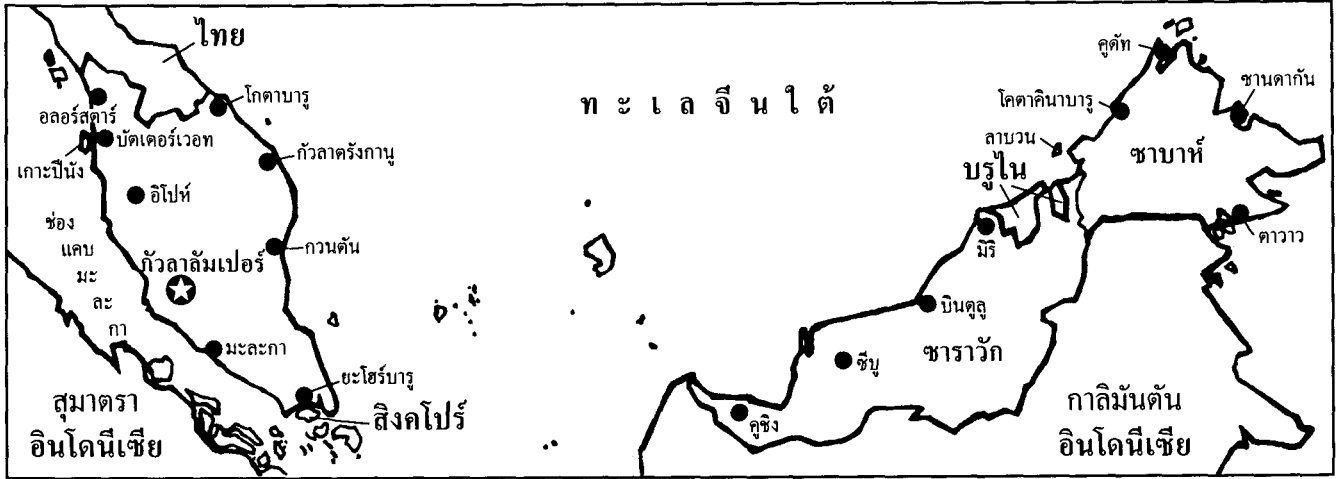 ไทย
อลอร์สตาร์
โกตาบารู
บัตเตอร์เวอท
เกาะปีนัง
กัวลาตรังกานู
อิโปห์
ช่อง
แคบ
มะ
ละ
กา
กวนตัน
กัวลาลัมเปอร์
มะละกา
ยะโฮร์บารู
สิงคโปร์
สุมาตรา
อินโดนีเซีย
ทะเลจีนใต้
คูดัท
ซานดากัน
โคตาคินาบารู
ลาบวน
ซาบาห์
บรูไน
มิริ
ตาวาว
บินตูลู
ซาราวัก
ซีบู
คูชิง
กาลิมันตัน
อินโดนีเซีย